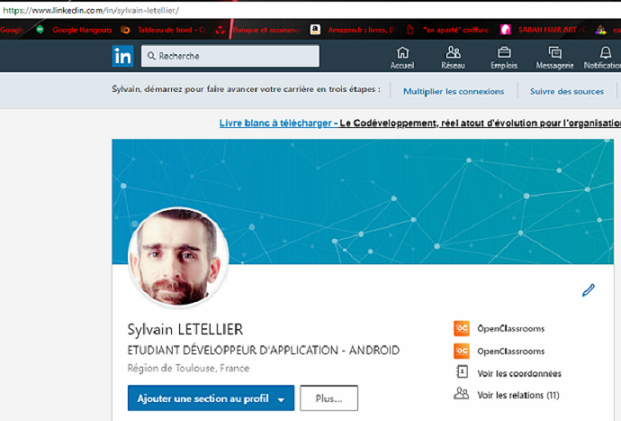 https://www.linkedin.com/in/sylvain-letellier/
Google Google Hangouts Tableau de bord - O Banque et assuranc Amazon.fr : livres, D "en aparté" coiffure SARAH HAIR ART
in Recherche Accueil Réseau Emplois Messagerie Notification
Sylvain, démarrez pour faire avancer votre carrière en trois étapes : Multiplier les connexions Suivre des sources
Livre blanc à télécharger - Le Codéveloppement, réel atout d'évolution pour l'organisatio
Sylvain LETELLIER
ETUDIANT DÉVELOPPEUR D'APPLICATION - ANDROID
Région de Toulouse, France
Ajouter une section au profil Plus...
OC OpenClassrooms
OC OpenClassrooms
Voir les coordonnées
Voir les relations (11)